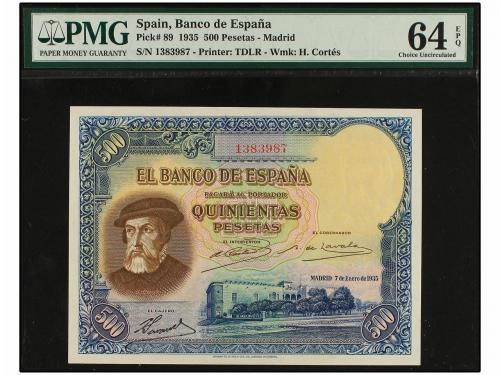 PMG
PAPER MONEY GUARANTY
Spain, Banco de España
Pick# 89 1935 500 Pesetas - Madrid
S/N 1383987 - Printer: TDLR - Wmk: H. Cortés
64 EPQ
Choice Uncirculated
500
1383987
EL BANCO DE ESPAÑA
PAGARÁ AL PORTADOR
QUINIENTAS
PESETAS
EL INTERVENTOR
EL GOBERNADOR
MADRID 7 de Enero de 1935
EL CAJERO
500
500